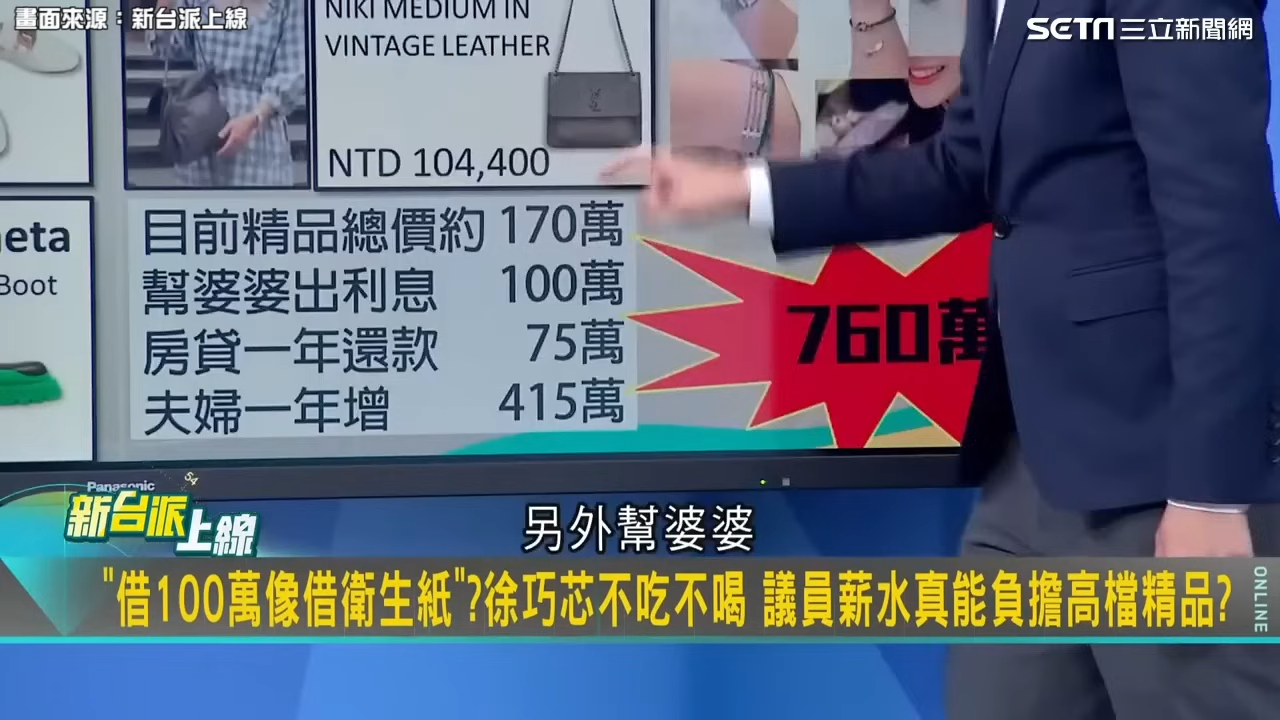 畫面來源：新台派上線
SETN三立新聞網
NIKI MEDIUM IN
VINTAGE LEATHER
NTD 104,400
Boot
目前精品總價約 170萬
幫婆婆出利息 100萬
房貸一年還款 75萬
夫婦一年增 415萬
760萬
Panasonic
新台派上線
另外幫婆婆
"借100萬像借衛生紙"?徐巧芯不吃不喝 議員薪水真能負擔高檔精品?
ONLINE